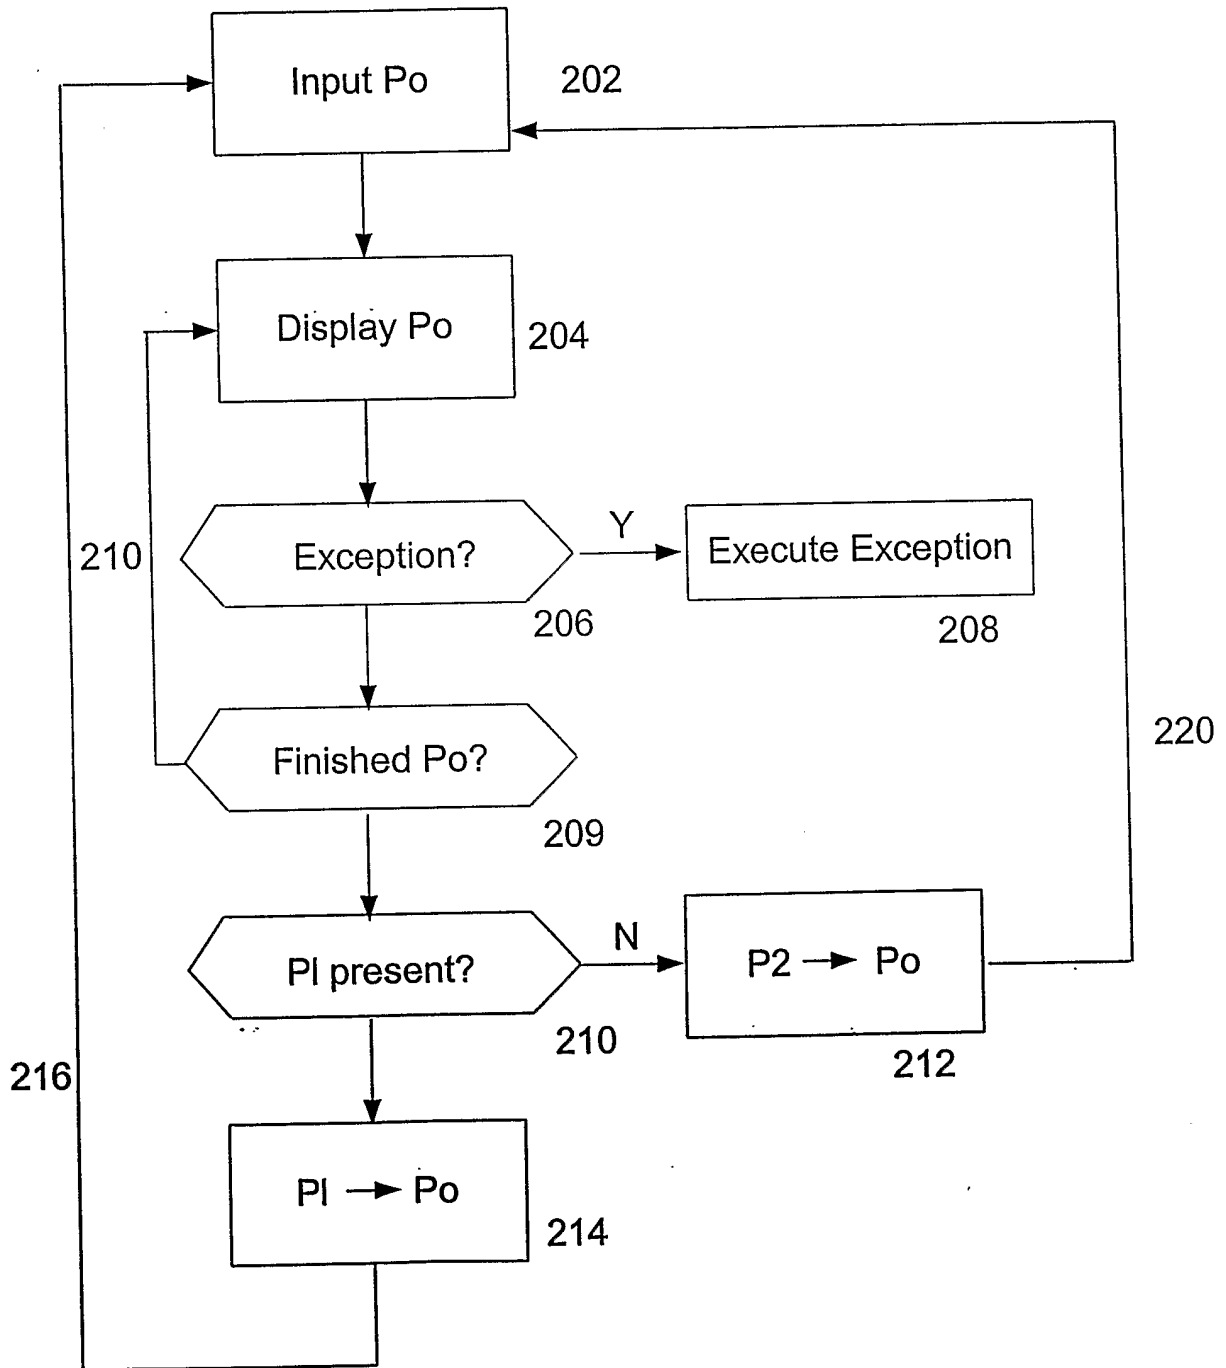 Input Po
202
Display Po
204
210
Exception?
Y
Execute Exception
206
208
Finished Po?
209
220
Pl present?
N
P2 → Po
210
212
216
Pl → Po
214